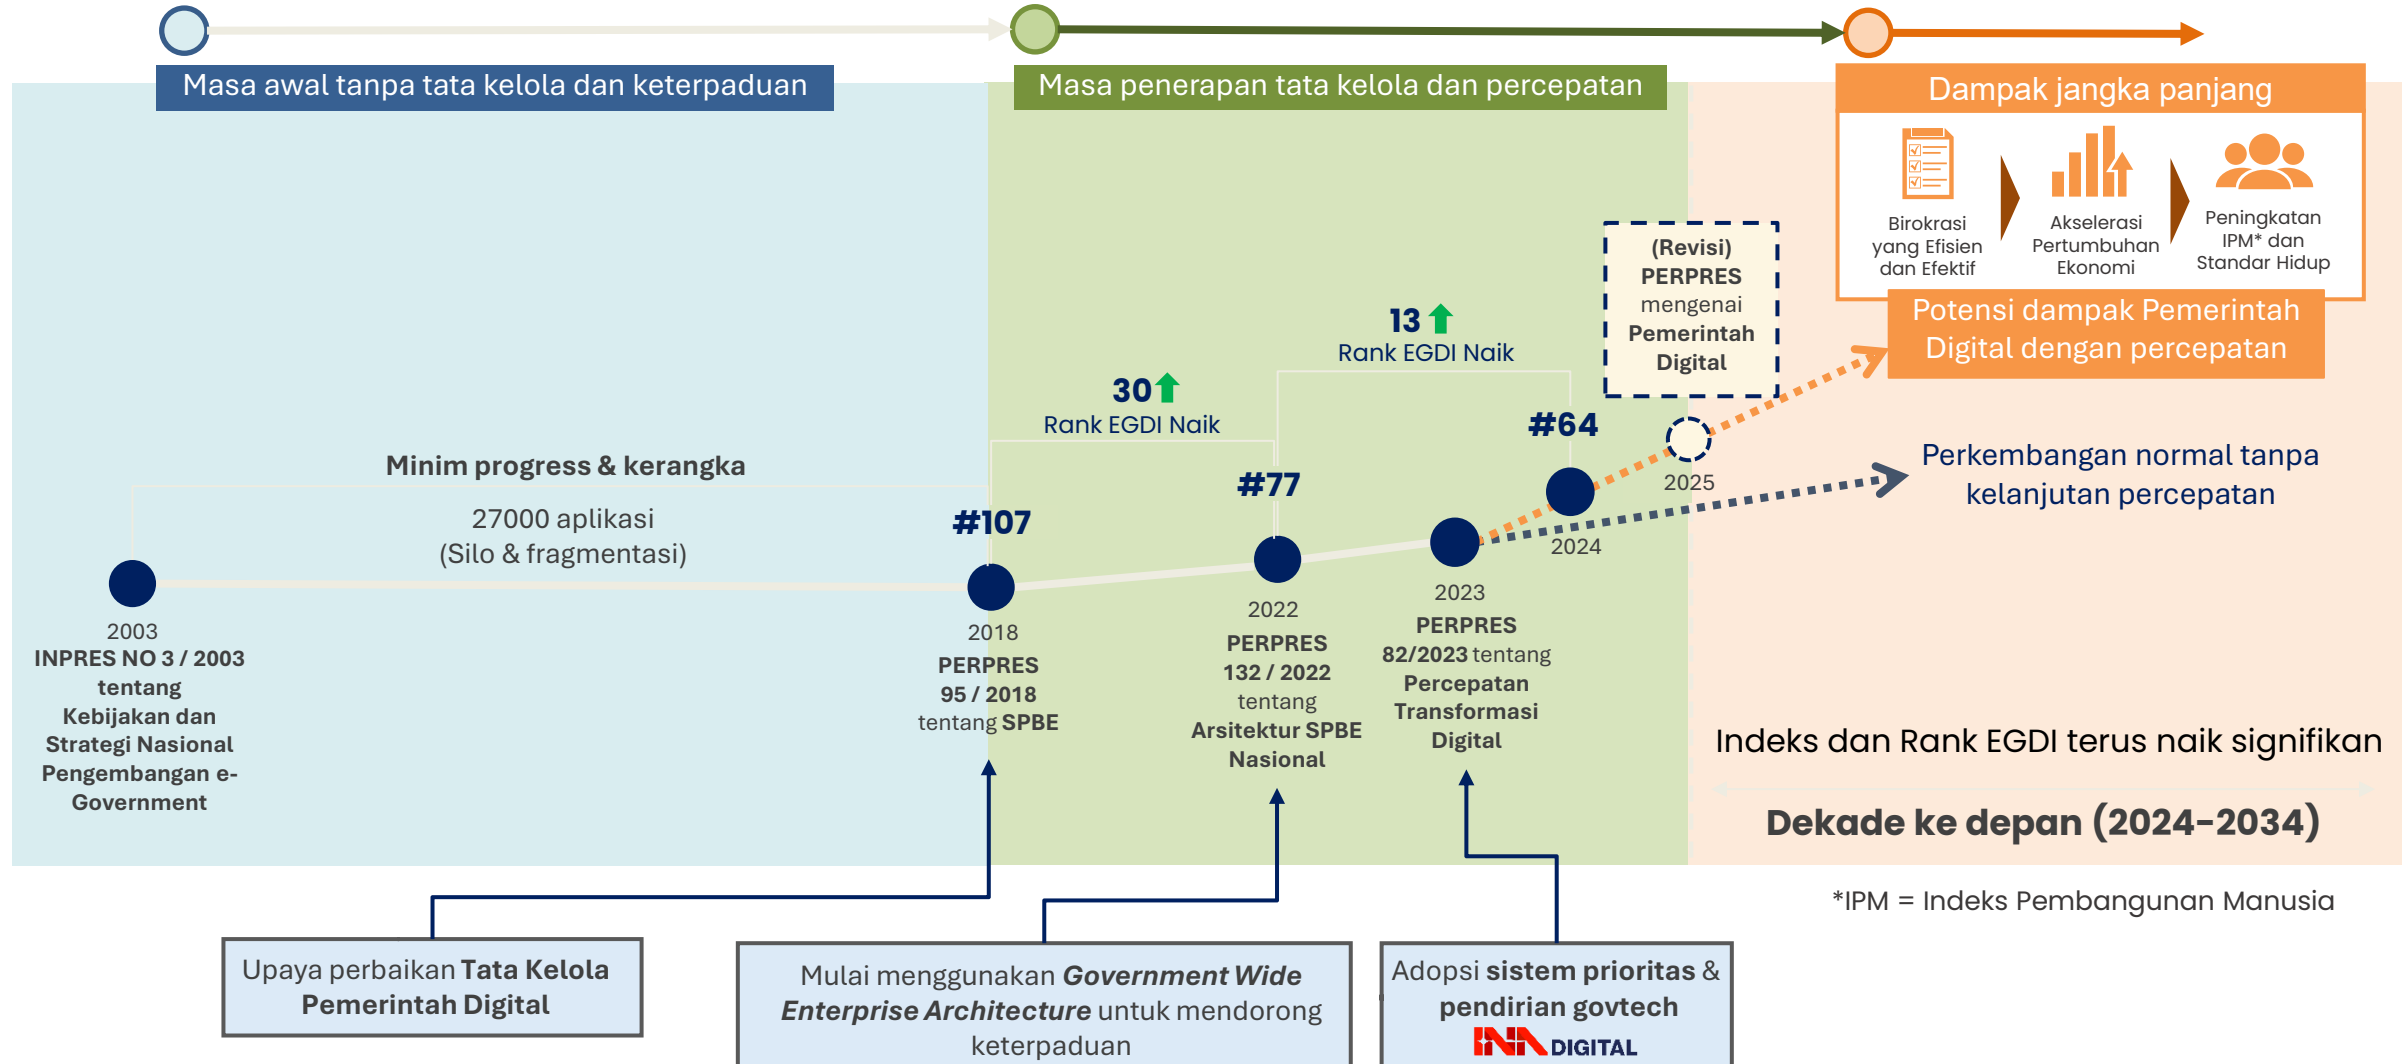 Masa awal tanpa tata kelola dan keterpaduan
Masa penerapan tata kelola dan percepatan
Dampak jangka panjang
Birokrasi
yang Efisien
dan Efektif
Akselerasi
Pertumbuhan
Ekonomi
Peningkatan
IPM* dan
Standar Hidup
Potensi dampak Pemerintah
Digital dengan percepatan
(Revisi)
PERPRES
mengenai
Pemerintah
Digital
13
Rank EGDI Naik
30
Rank EGDI Naik
#64
#77
#107
Minim progress & kerangka
27000 aplikasi
(Silo & fragmentasi)
2025
Perkembangan normal tanpa
kelanjutan percepatan
2024
2003
INPRES NO 3 / 2003
tentang
Kebijakan dan
Strategi Nasional
Pengembangan e-
Government
2018
PERPRES
95 / 2018
tentang SPBE
2022
PERPRES
132 / 2022
tentang
Arsitektur SPBE
Nasional
2023
PERPRES
82/2023 tentang
Percepatan
Transformasi
Digital
Indeks dan Rank EGDI terus naik signifikan
Dekade ke depan (2024-2034)
*IPM = Indeks Pembangunan Manusia
Upaya perbaikan Tata Kelola
Pemerintah Digital
Mulai menggunakan Government Wide
Enterprise Architecture untuk mendorong
keterpaduan
Adopsi sistem prioritas &
pendirian govtech
INA DIGITAL